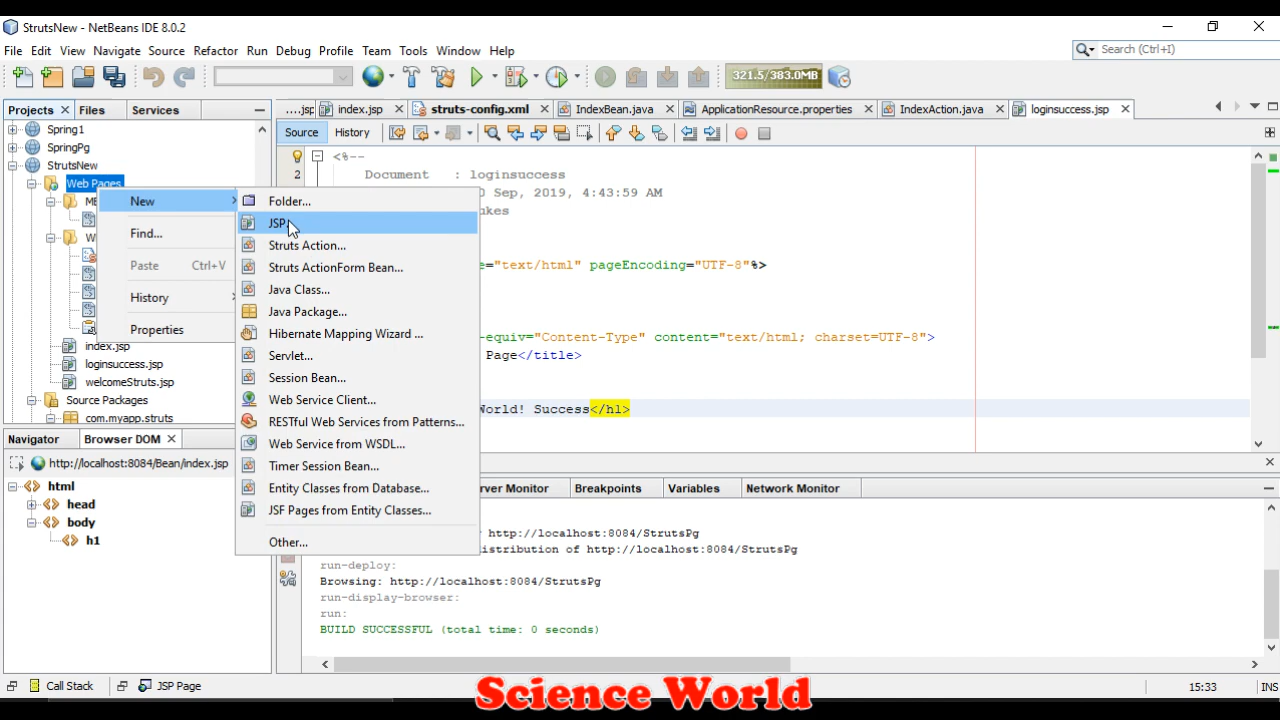 StrutsNew - NetBeans IDE 8.0.2
File Edit View Navigate Source Refactor Run Debug Profile Team Tools Window Help
Search (Ctrl+I)
321.5/383.0MB
Projects Files Services
....jsp index.jsp struts-config.xml IndexBean.java ApplicationResource.properties IndexAction.java loginsuccess.jsp
Source History
Spring1
SpringPg
StrutsNew
Web Pages
index.jsp
loginsuccess.jsp
welcomeStruts.jsp
Source Packages
com.myapp.struts
New
Find...
Paste Ctrl+V
History
Properties
Folder...
JSP
Struts Action...
Struts ActionForm Bean...
Java Class...
Java Package...
Hibernate Mapping Wizard ...
Servlet...
Session Bean...
Web Service Client...
RESTful Web Services from Patterns...
Web Service from WSDL...
Timer Session Bean...
Entity Classes from Database...
JSF Pages from Entity Classes...
Other...
1 <%--
2 Document : loginsuccess
Sep, 2019, 4:43:59 AM
="text/html" pageEncoding="UTF-8"%>
-equiv="Content-Type" content="text/html; charset=UTF-8">
Page</title>
World! Success</h1>
Navigator Browser DOM
http://localhost:8084/Bean/index.jsp
html
head
body
h1
Monitor Breakpoints Variables Network Monitor
http://localhost:8084/StrutsPg
of http://localhost:8084/StrutsPg
run-deploy:
Browsing: http://localhost:8084/StrutsPg
run-display-browser:
run:
BUILD SUCCESSFUL (total time: 0 seconds)
Call Stack JSP Page
15:33 INS
Science World